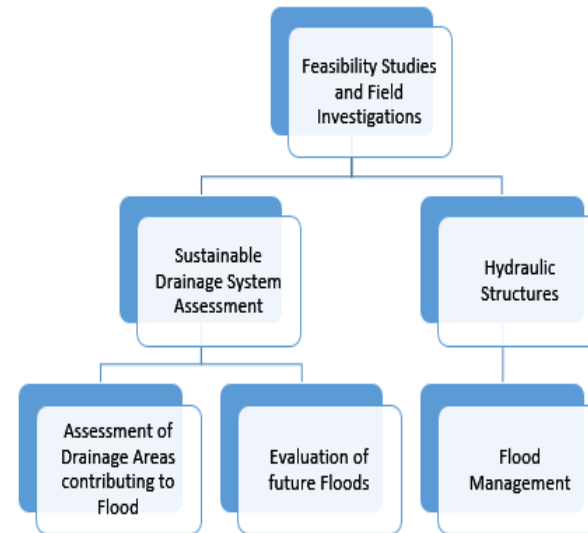 Feasibility Studies
and Field
Investigations
Sustainable
Drainage System
Assessment
Hydraulic
Structures
Assessment of
Drainage Areas
contributing to
Flood
Evaluation of
future Floods
Flood
Management